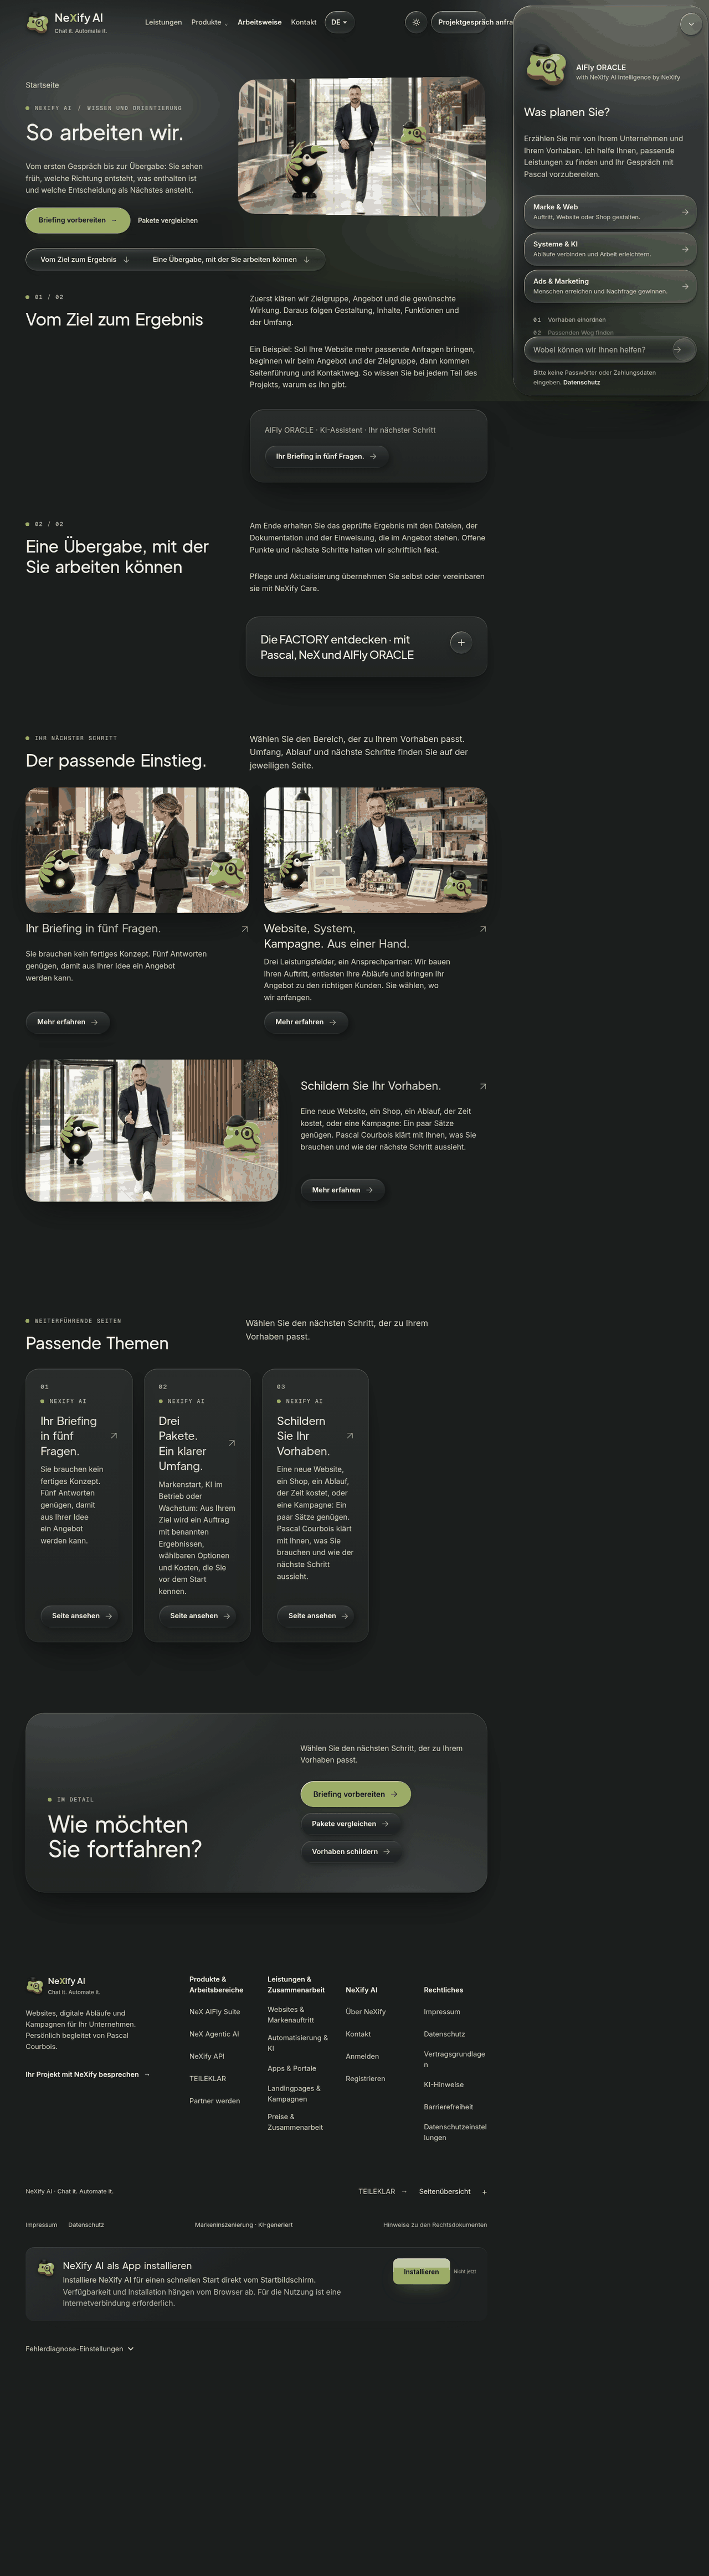 NeXify AI
Chat it. Automate it.
Leistungen
Produkte
Arbeitsweise
Kontakt
DE
Projektgespräch anfra
Startseite
NEXIFY AI / WISSEN UND ORIENTIERUNG
So arbeiten wir.
Vom ersten Gespräch bis zur Übergabe: Sie sehen
früh, welche Richtung entsteht, was enthalten ist
und welche Entscheidung als Nächstes ansteht.
Briefing vorbereiten →
Pakete vergleichen
Vom Ziel zum Ergebnis ↓
Eine Übergabe, mit der Sie arbeiten können ↓
AIFly ORACLE
with NeXify AI Intelligence by NeXify
Was planen Sie?
Erzählen Sie mir von Ihrem Unternehmen und
Ihrem Vorhaben. Ich helfe Ihnen, passende
Leistungen zu finden und Ihr Gespräch mit
Pascal vorzubereiten.
Marke & Web
Auftritt, Website oder Shop gestalten.
→
Systeme & KI
Abläufe verbinden und Arbeit erleichtern.
→
Ads & Marketing
Menschen erreichen und Nachfrage gewinnen.
→
01 Vorhaben einordnen
02 Passenden Weg finden
Wobei können wir Ihnen helfen? →
Bitte keine Passwörter oder Zahlungsdaten
eingeben. Datenschutz
01 / 02
Vom Ziel zum Ergebnis
Zuerst klären wir Zielgruppe, Angebot und die gewünschte
Wirkung. Daraus folgen Gestaltung, Inhalte, Funktionen und
der Umfang.
Ein Beispiel: Soll Ihre Website mehr passende Anfragen bringen,
beginnen wir beim Angebot und der Zielgruppe, dann kommen
Seitenführung und Kontaktweg. So wissen Sie bei jedem Teil des
Projekts, warum es ihn gibt.
AIFly ORACLE · KI-Assistent · Ihr nächster Schritt
Ihr Briefing in fünf Fragen. →
02 / 02
Eine Übergabe, mit der
Sie arbeiten können
Am Ende erhalten Sie das geprüfte Ergebnis mit den Dateien, der
Dokumentation und der Einweisung, die im Angebot stehen. Offene
Punkte und nächste Schritte halten wir schriftlich fest.
Pflege und Aktualisierung übernehmen Sie selbst oder vereinbaren
sie mit NeXify Care.
Die FACTORY entdecken · mit
Pascal, NeX und AIFly ORACLE
+
IHR NÄCHSTER SCHRITT
Der passende Einstieg.
Wählen Sie den Bereich, der zu Ihrem Vorhaben passt.
Umfang, Ablauf und nächste Schritte finden Sie auf der
jeweiligen Seite.
Ihr Briefing in fünf Fragen. ↗
Sie brauchen kein fertiges Konzept. Fünf Antworten
genügen, damit aus Ihrer Idee ein Angebot
werden kann.
Mehr erfahren →
Website, System,
Kampagne. Aus einer Hand. ↗
Drei Leistungsfelder, ein Ansprechpartner: Wir bauen
Ihren Auftritt, entlasten Ihre Abläufe und bringen Ihr
Angebot zu den richtigen Kunden. Sie wählen, wo
wir anfangen.
Mehr erfahren →
Schildern Sie Ihr Vorhaben. ↗
Eine neue Website, ein Shop, ein Ablauf, der Zeit
kostet, oder eine Kampagne: Ein paar Sätze
genügen. Pascal Courbois klärt mit Ihnen, was Sie
brauchen und wie der nächste Schritt aussieht.
Mehr erfahren →
WEITERFÜHRENDE SEITEN
Passende Themen
Wählen Sie den nächsten Schritt, der zu Ihrem
Vorhaben passt.
01
NEXIFY AI
Ihr Briefing
in fünf
Fragen.
↗
Sie brauchen kein
fertiges Konzept.
Fünf Antworten
genügen, damit
aus Ihrer Idee
ein Angebot
werden kann.
Seite ansehen →
02
NEXIFY AI
Drei
Pakete.
Ein klarer
Umfang.
↗
Markenstart, KI im
Betrieb oder
Wachstum: Aus Ihrem
Ziel wird ein Auftrag
mit benannten
Ergebnissen,
wählbaren Optionen
und Kosten, die Sie
vor dem Start
kennen.
Seite ansehen →
03
NEXIFY AI
Schildern
Sie Ihr
Vorhaben.
↗
Eine neue Website,
ein Shop, ein Ablauf,
der Zeit kostet, oder
eine Kampagne: Ein
paar Sätze genügen.
Pascal Courbois klärt
mit Ihnen, was Sie
brauchen und wie der
nächste Schritt
aussieht.
Seite ansehen →
IM DETAIL
Wie möchten
Sie fortfahren?
Wählen Sie den nächsten Schritt, der zu Ihrem
Vorhaben passt.
Briefing vorbereiten →
Pakete vergleichen →
Vorhaben schildern →
NeXify AI
Chat it. Automate it.
Websites, digitale Abläufe und
Kampagnen für Ihr Unternehmen.
Persönlich begleitet von Pascal
Courbois.
Ihr Projekt mit NeXify besprechen →
Produkte &
Arbeitsbereiche
NeX AIFly Suite
NeX Agentic AI
NeXify API
TEILEKLAR
Partner werden
Leistungen &
Zusammenarbeit
Websites &
Markenauftritt
Automatisierung &
KI
Apps & Portale
Landingpages &
Kampagnen
Preise &
Zusammenarbeit
NeXify AI
Über NeXify
Kontakt
Anmelden
Registrieren
Rechtliches
Impressum
Datenschutz
Vertragsgrundlage
n
KI-Hinweise
Barrierefreiheit
Datenschutzeinstel
lungen
NeXify AI · Chat it. Automate it.
TEILEKLAR →
Seitenübersicht +
Impressum
Datenschutz
Markeninszenierung · KI-generiert
Hinweise zu den Rechtsdokumenten
NeXify AI als App installieren
Installiere NeXify AI für einen schnellen Start direkt vom Startbildschirm.
Verfügbarkeit und Installation hängen vom Browser ab. Für die Nutzung ist eine
Internetverbindung erforderlich.
Installieren
Nicht jetzt
Fehlerdiagnose-Einstellungen